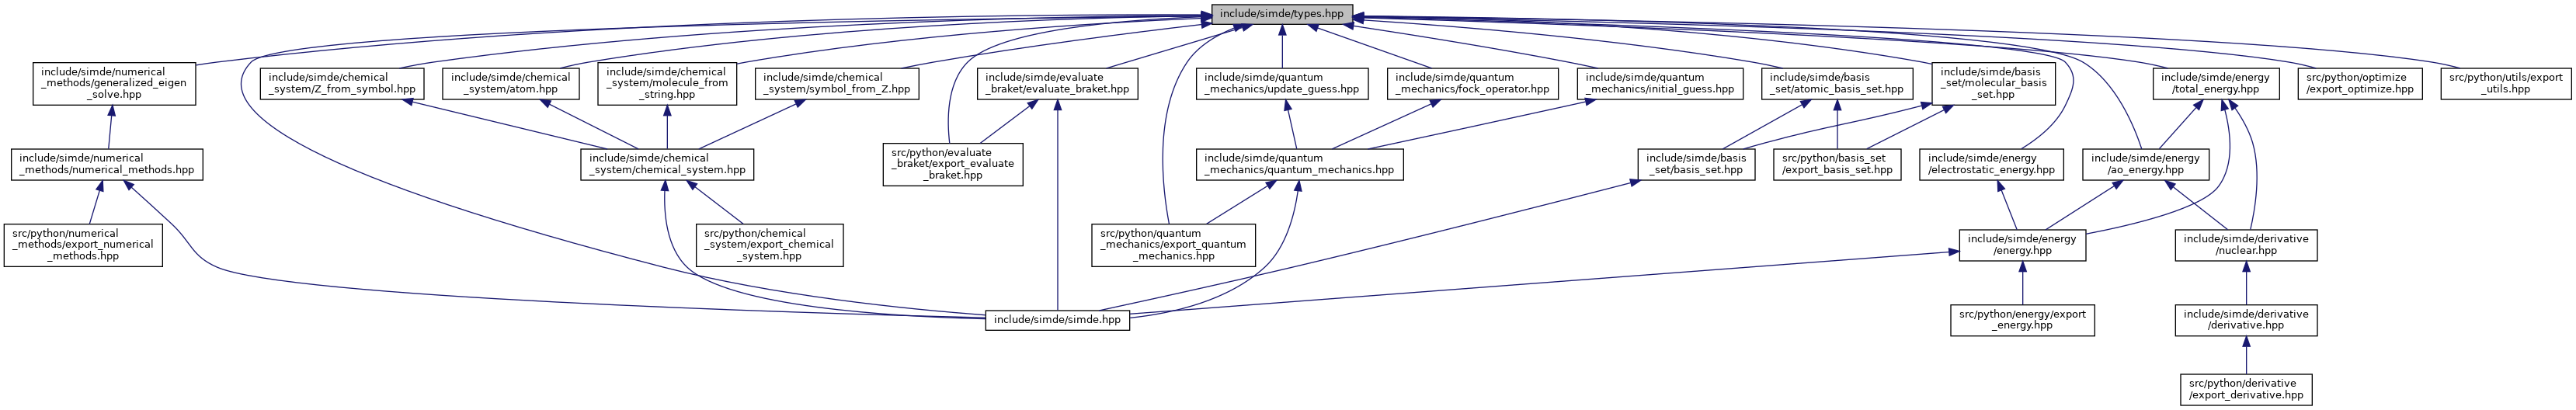 include/simde/types.hpp
include/simde/numerical
_methods/generalized_eigen
_solve.hpp
include/simde/chemical
_system/Z_from_symbol.hpp
include/simde/chemical
_system/atom.hpp
include/simde/chemical
_system/molecule_from
_string.hpp
include/simde/chemical
_system/symbol_from_Z.hpp
include/simde/evaluate
_braket/evaluate_braket.hpp
include/simde/quantum
_mechanics/update_guess.hpp
include/simde/quantum
_mechanics/fock_operator.hpp
include/simde/quantum
_mechanics/initial_guess.hpp
include/simde/basis
_set/atomic_basis_set.hpp
include/simde/basis
_set/molecular_basis
_set.hpp
include/simde/energy
/total_energy.hpp
src/python/optimize
/export_optimize.hpp
src/python/utils/export
_utils.hpp
include/simde/numerical
_methods/numerical_methods.hpp
include/simde/chemical
_system/chemical_system.hpp
src/python/evaluate
_braket/export_evaluate
_braket.hpp
include/simde/quantum
_mechanics/quantum_mechanics.hpp
include/simde/basis
_set/basis_set.hpp
src/python/basis_set
/export_basis_set.hpp
include/simde/energy
/electrostatic_energy.hpp
include/simde/energy
/ao_energy.hpp
src/python/numerical
_methods/export_numerical
_methods.hpp
src/python/chemical
_system/export_chemical
_system.hpp
src/python/quantum
_mechanics/export_quantum
_mechanics.hpp
include/simde/energy
/energy.hpp
include/simde/derivative
/nuclear.hpp
include/simde/simde.hpp
src/python/energy/export
_energy.hpp
include/simde/derivative
/derivative.hpp
src/python/derivative
/export_derivative.hpp